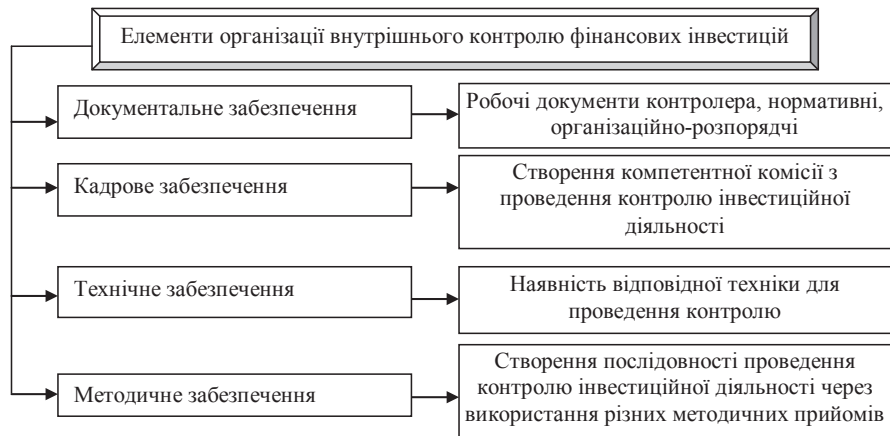 Елементи організації внутрішнього контролю фінансових інвестицій
Документальне забезпечення
Робочі документи контролера, нормативні,
організаційно-розпорядчі
Кадрове забезпечення
Створення компетентної комісії з
проведення контролю інвестиційної
діяльності
Технічне забезпечення
Наявність відповідної техніки для
проведення контролю
Методичне забезпечення
Створення послідовності проведення
контролю інвестиційної діяльності через
використання різних методичних прийомів